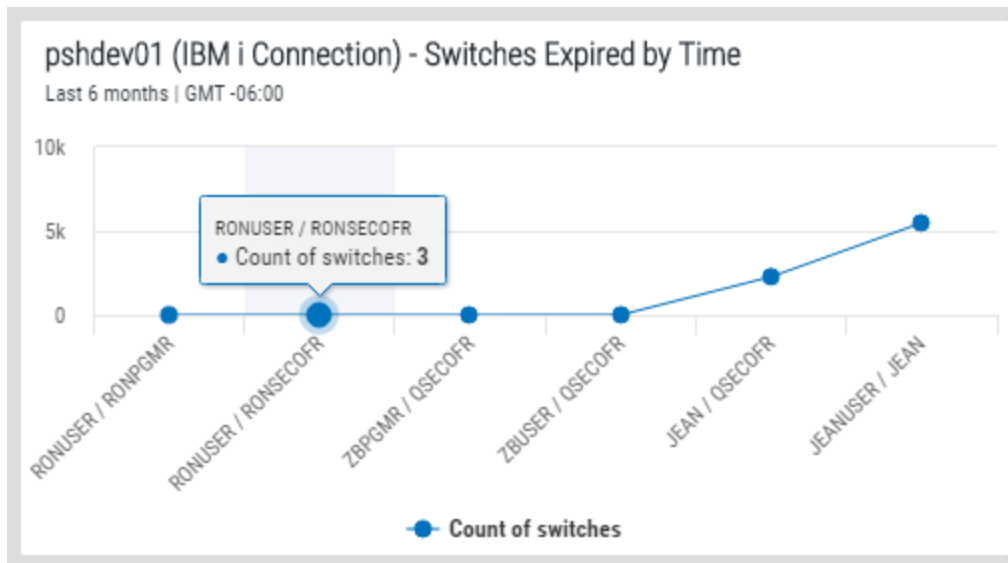 pshdev01 (IBM i Connection) - Switches Expired by Time
Last 6 months | GMT -06:00
10k
5k
0
RONUSER / RONSECOFR
Count of switches: 3
RONUSER / RONPGMR
RONUSER / RONSECOFR
ZBPGMR / QSECOFR
ZBUSER / QSECOFR
JEAN / QSECOFR
JEANUSER / JEAN
Count of switches